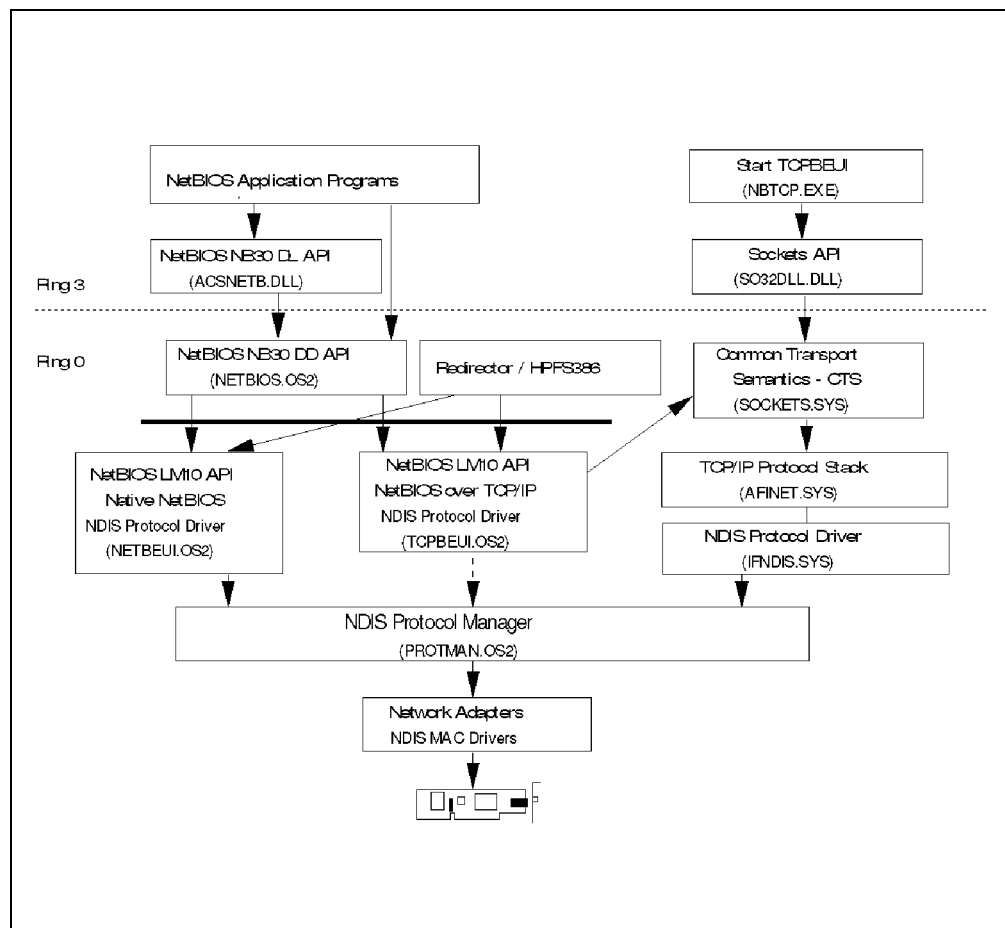 NetBIOS Application Programs
Start TCPBEUI
(NBTCP.EXE)
NetBIOS NB30 DL API
(ACSNETB.DLL)
Sockets API
(SO32DLL.DLL)
Ring 3
Ring 0
NetBIOS NB30 DD API
(NETBIOS.OS2)
Redirector / HPFS386
Common Transport
Semantics - CTS
(SOCKETS.SYS)
NetBIOS LM10 API
Native NetBIOS
NDIS Protocol Driver
(NETBEUI.OS2)
NetBIOS LM10 API
NetBIOS over TCP/IP
NDIS Protocol Driver
(TCPBEUI.OS2)
TCP/IP Protocol Stack
(AFINET.SYS)
NDIS Protocol Driver
(IFNDIS.SYS)
NDIS Protocol Manager
(PROTMAN.OS2)
Network Adapters
NDIS MAC Drivers